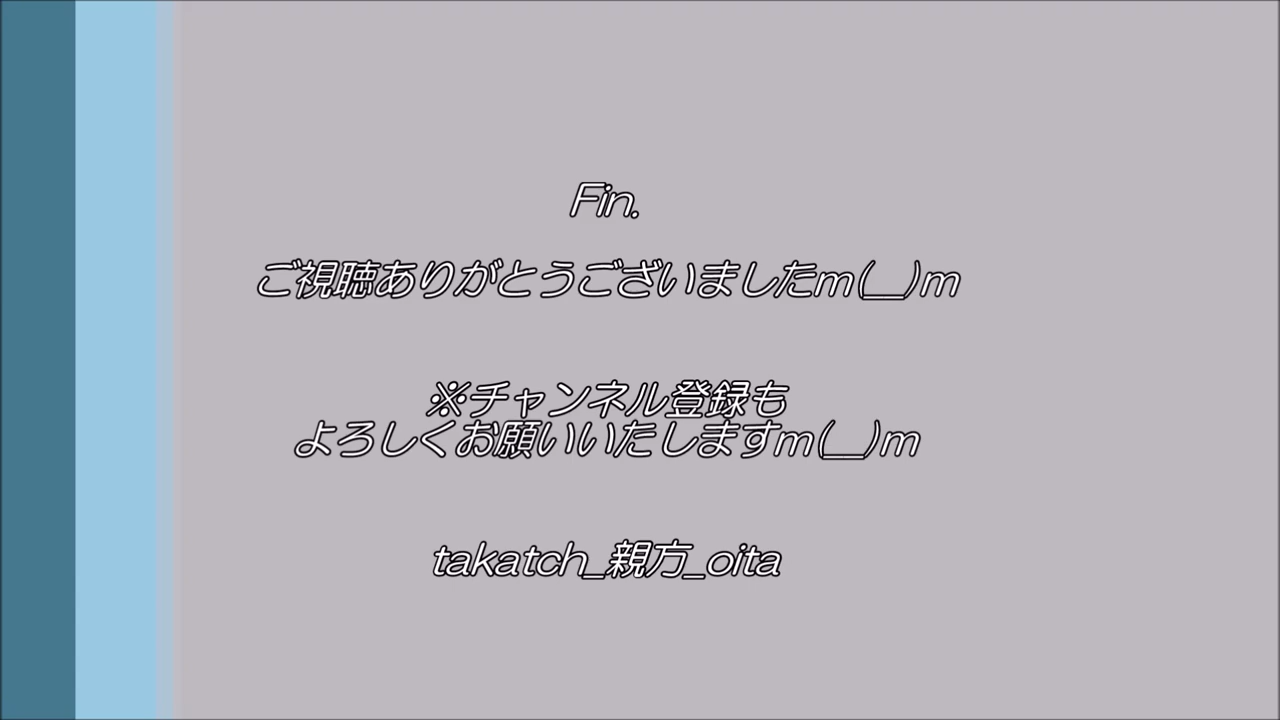 Fin.
ご視聴ありがとうございましたm(__)m
※チャンネル登録も
よろしくお願いいたしますm(__)m
takatch_親方_oita